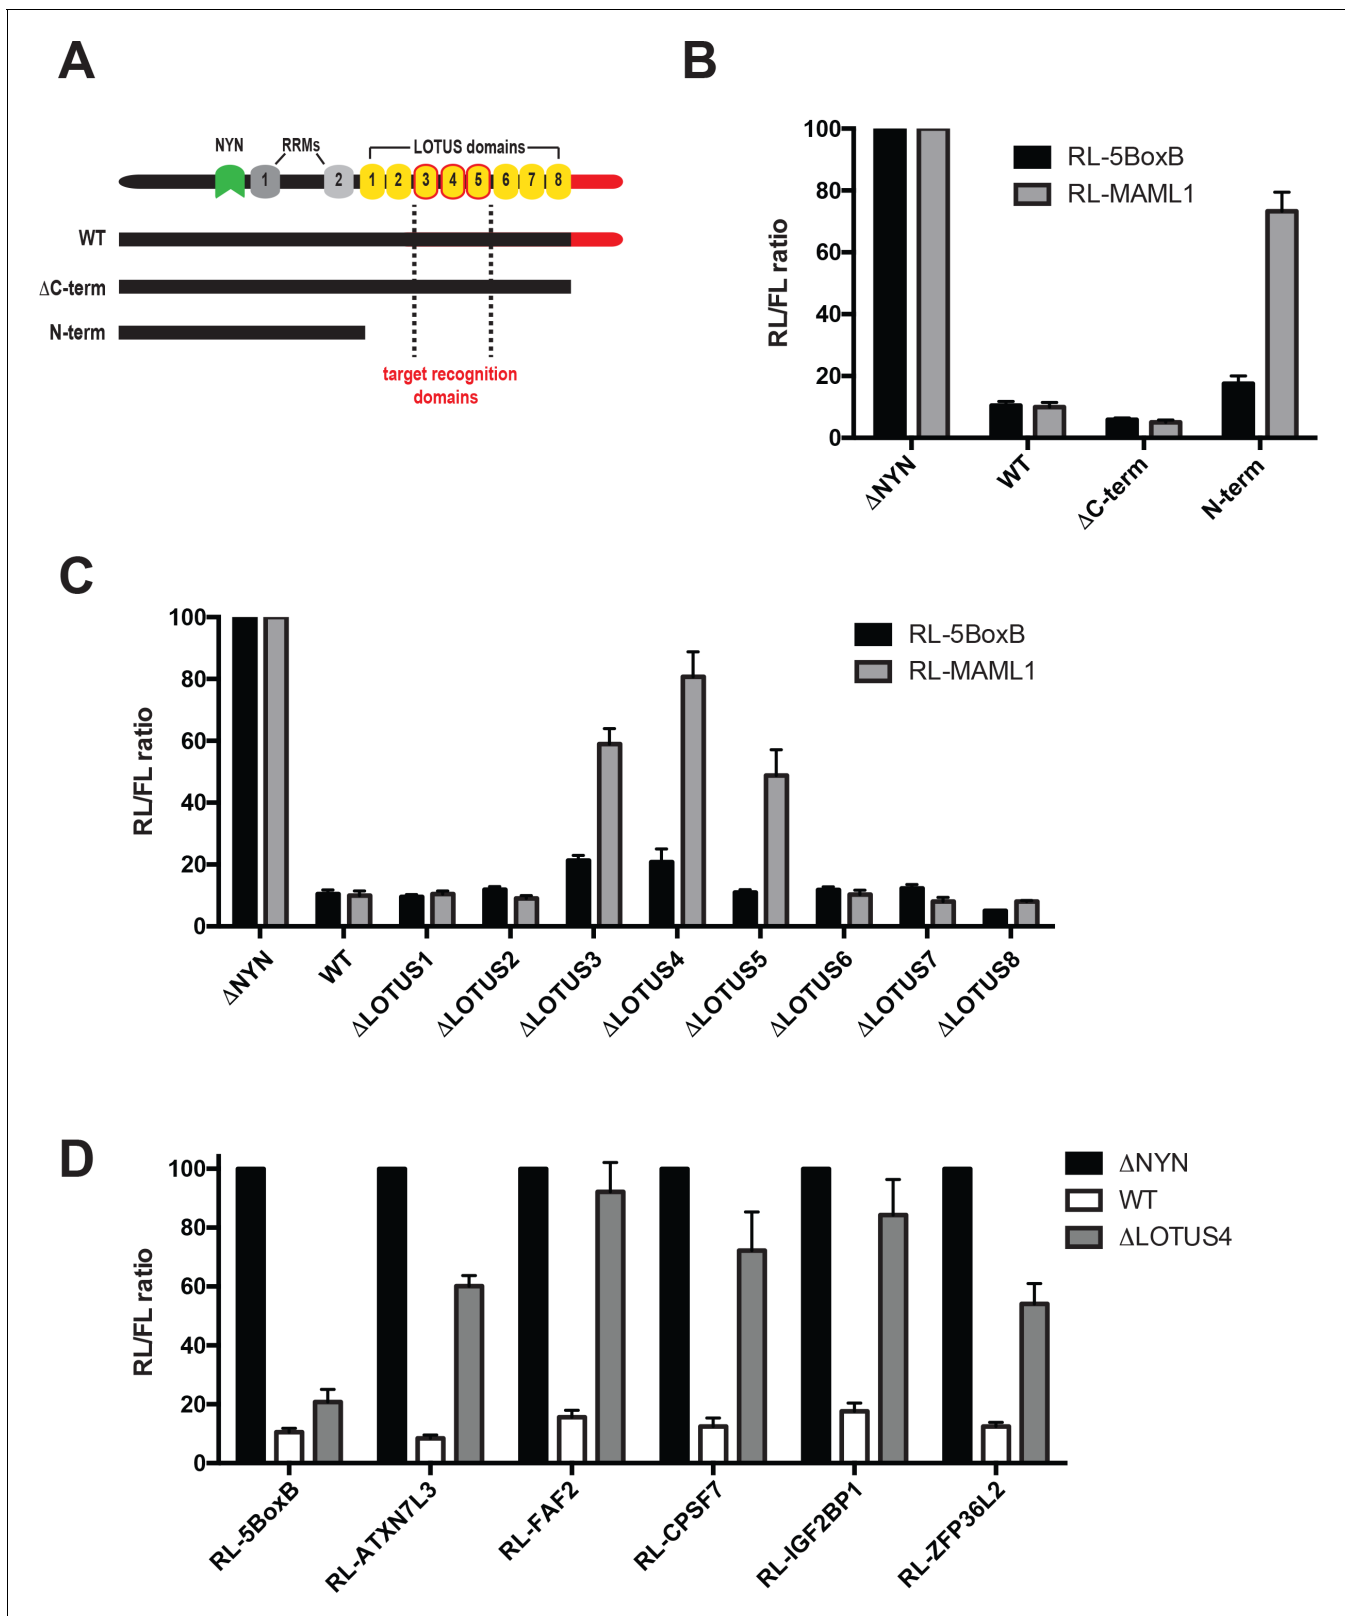 A
NYN
RRMs
LOTUS domains
1
2
1
2
3
4
5
6
7
8
WT
ΔC-term
N-term
target recognition
domains
B
RL/FL ratio
100
80
60
40
20
0
RL-5BoxB
RL-MAML1
ΔNYN
WT
ΔC-term
N-term
C
RL/FL ratio
100
80
60
40
20
0
RL-5BoxB
RL-MAML1
ΔNYN
WT
ΔLOTUS1
ΔLOTUS2
ΔLOTUS3
ΔLOTUS4
ΔLOTUS5
ΔLOTUS6
ΔLOTUS7
ΔLOTUS8
D
RL/FL ratio
100
80
60
40
20
0
ΔNYN
WT
ΔLOTUS4
RL-5BoxB
RL-ATXN7L3
RL-FAF2
RL-CPSF7
RL-IGF2BP1
RL-ZFP36L2